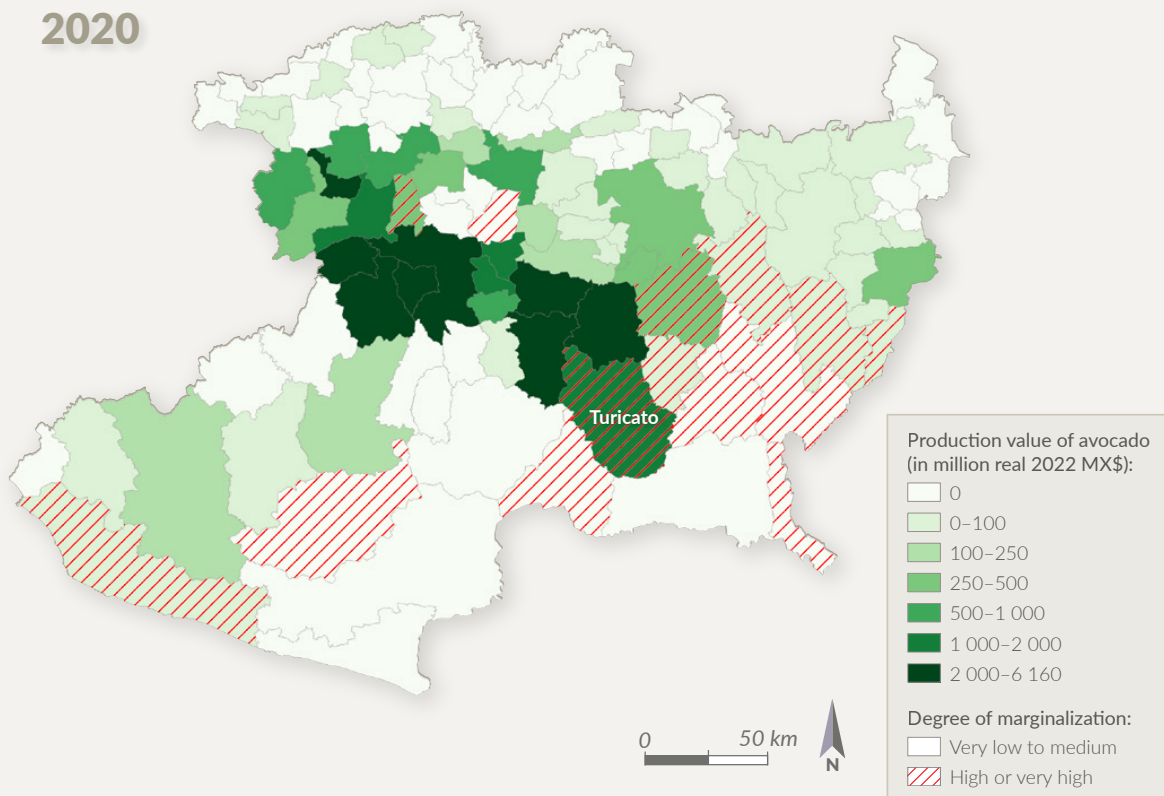 2020
Turicato
Production value of avocado
(in million real 2022 MX$):
0
0–100
100–250
250–500
500–1 000
1 000–2 000
2 000–6 160
Degree of marginalization:
Very low to medium
High or very high
0 50 km
N